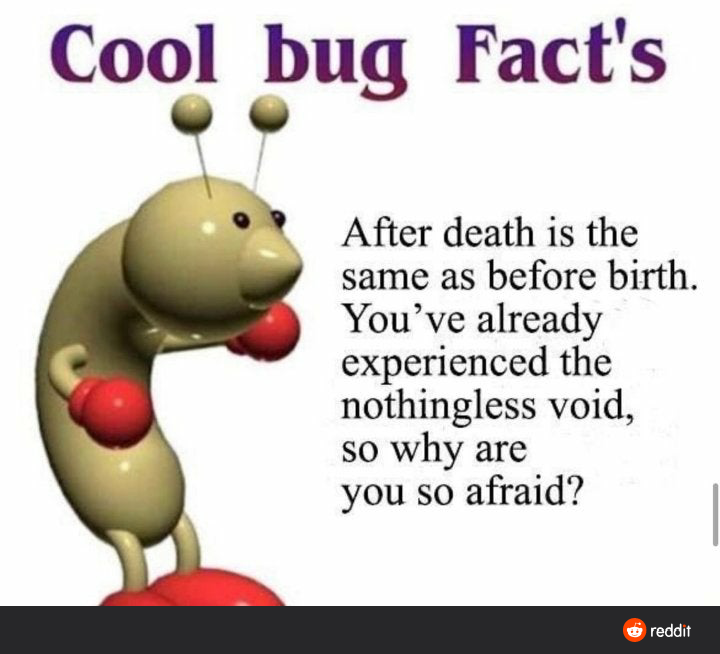 Cool bug Fact's
After death is the
same as before birth.
You've already
experienced the
nothingless void,
so why are
you so afraid?
reddit